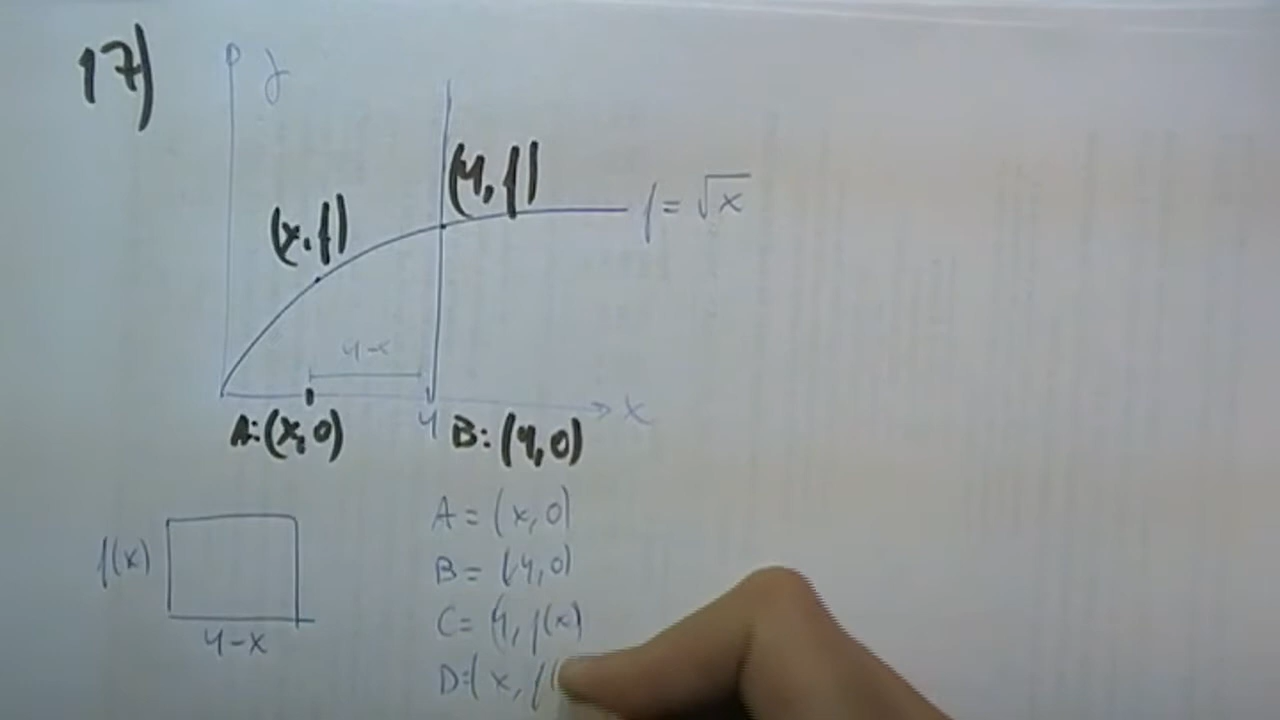 17)
y
(4, f)
(x, f)
f = √x
4-x
x
4
A:(x, 0)
B: (4, 0)
A = (x, 0)
B = (4, 0)
f(x)
C = (4, f(x)
4-x
D:( x, f(